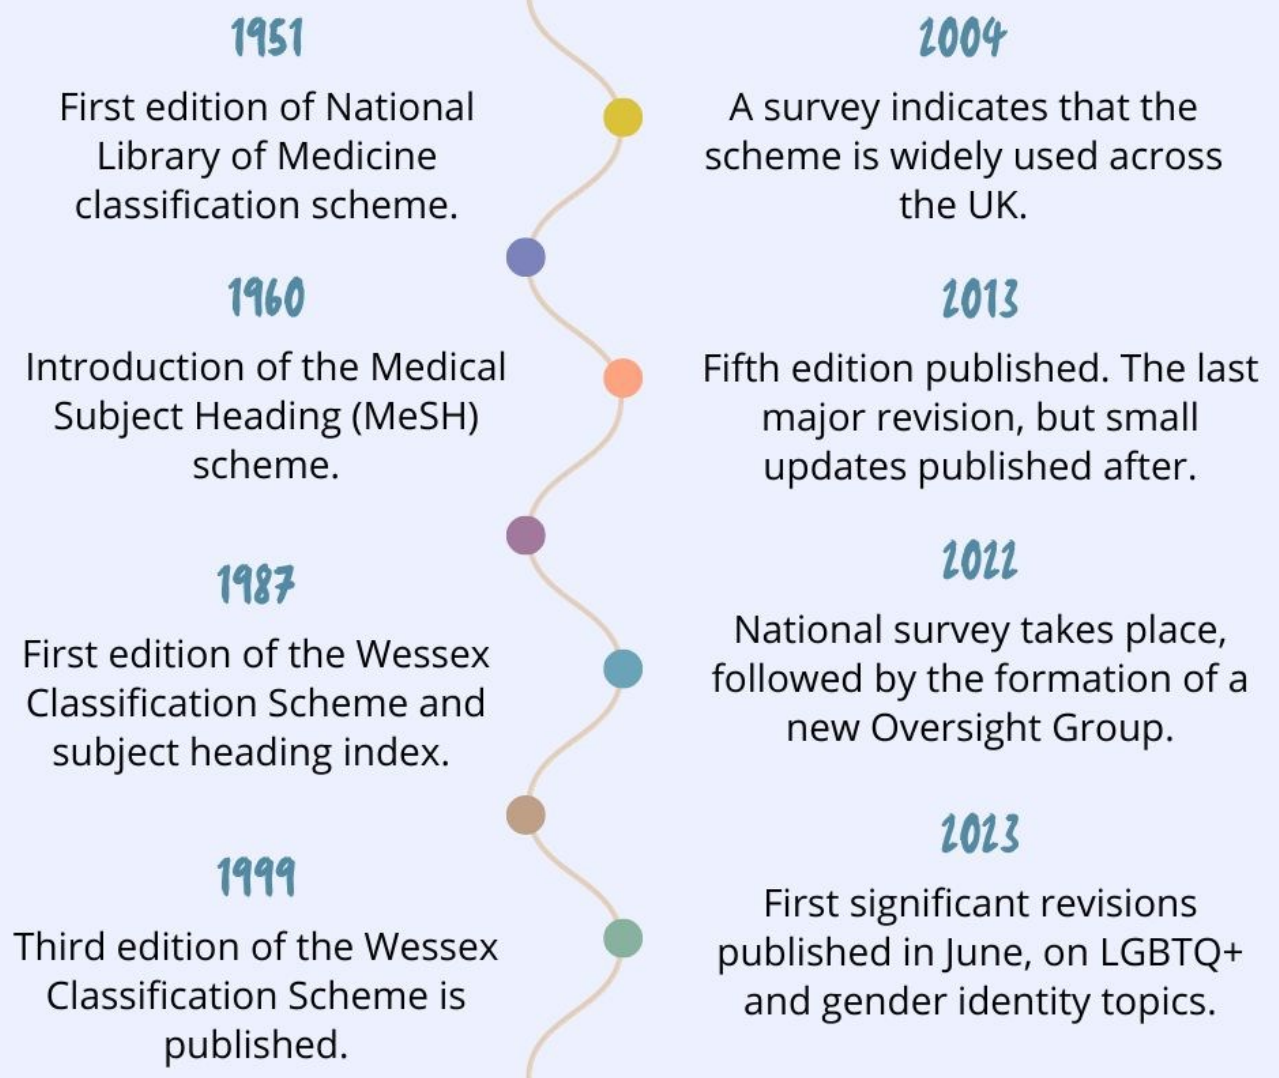 1951
First edition of National
Library of Medicine
classification scheme.
1960
Introduction of the Medical
Subject Heading (MeSH)
scheme.
1987
First edition of the Wessex
Classification Scheme and
subject heading index.
1999
Third edition of the Wessex
Classification Scheme is
published.
2004
A survey indicates that the
scheme is widely used across
the UK.
2013
Fifth edition published. The last
major revision, but small
updates published after.
2022
National survey takes place,
followed by the formation of a
new Oversight Group.
2023
First significant revisions
published in June, on LGBTQ+
and gender identity topics.